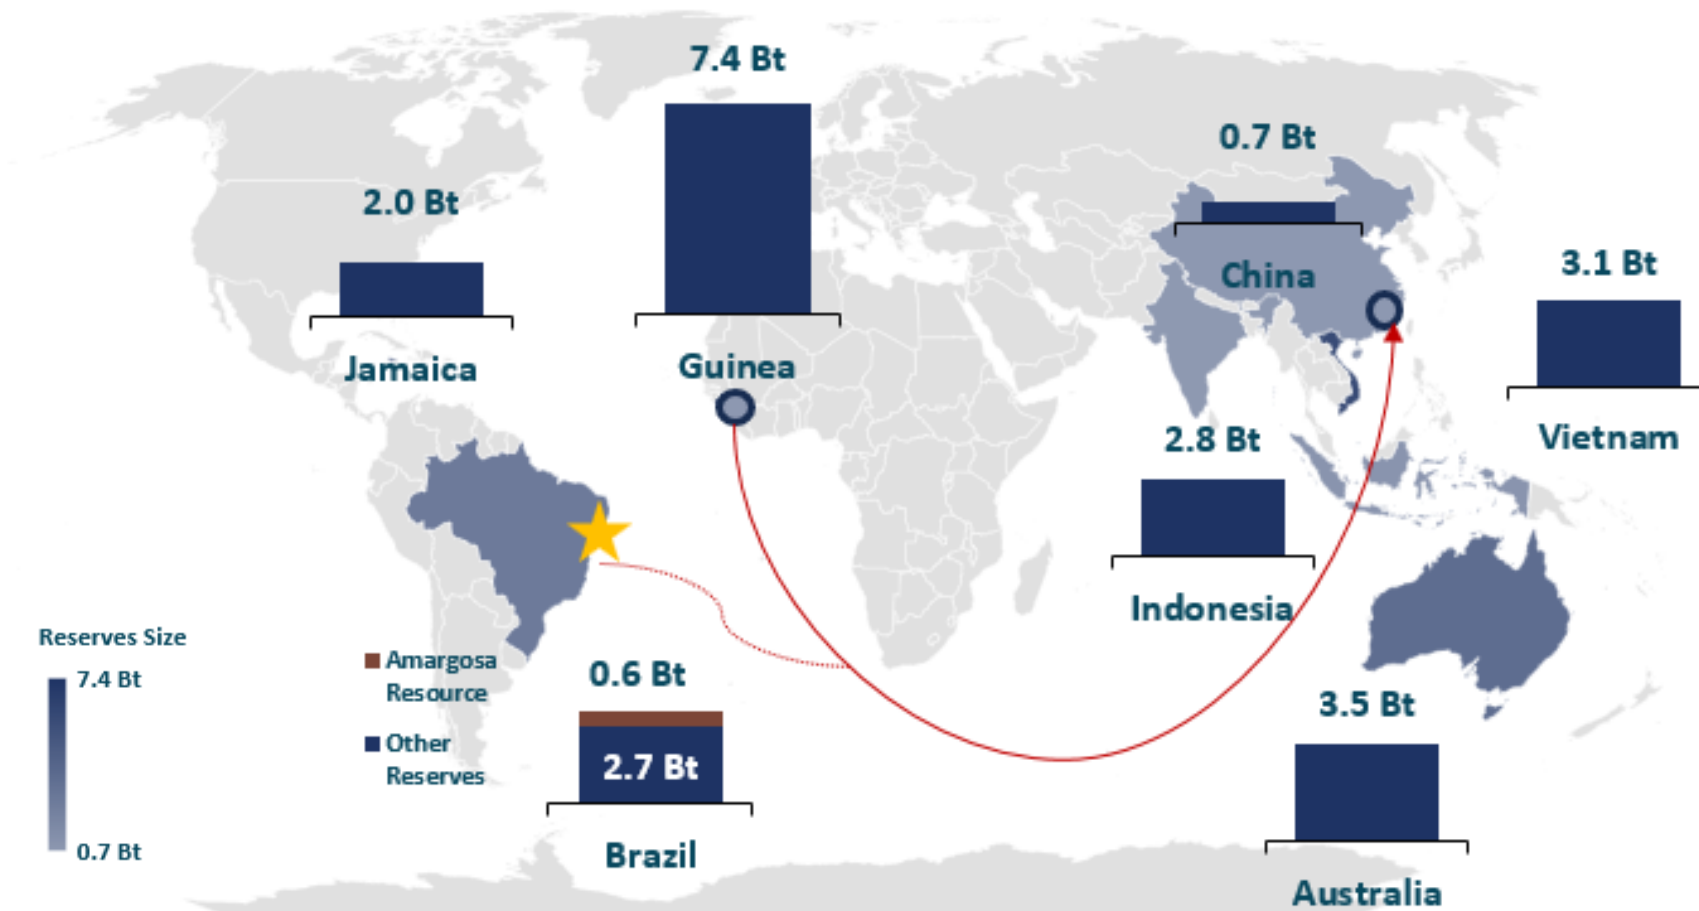 7.4 Bt
0.7 Bt
2.0 Bt
3.1 Bt
China
Jamaica
Guinea
2.8 Bt
Vietnam
Indonesia
Reserves Size
7.4 Bt
0.7 Bt
Amargosa
Resource
Other
Reserves
0.6 Bt
2.7 Bt
Brazil
3.5 Bt
Australia